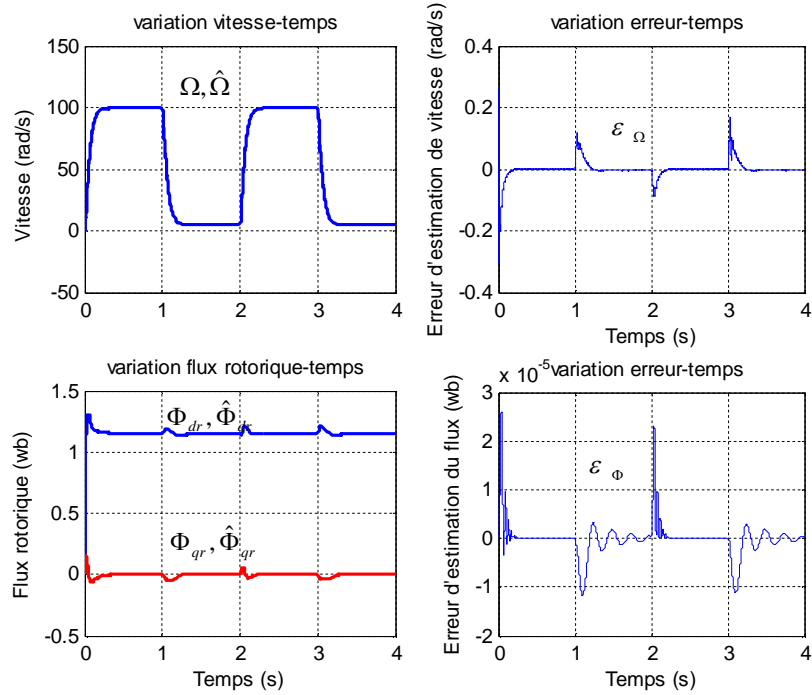 variation vitesse-temps
150
100
50
0
-50
0 1 2 3 4
Vitesse (rad/s)
Ω, Ω̂
variation erreur-temps
0.4
0.2
0
-0.2
-0.4
0 1 2 3 4
Temps (s)
Erreur d'estimation de vitesse (rad/s)
ε Ω
variation flux rotorique-temps
1.5
1
0.5
0
-0.5
0 1 2 3 4
Temps (s)
Flux rotorique (wb)
Φdr, Φ̂dr
Φqr, Φ̂qr
x 10-5 variation erreur-temps
3
2
1
0
-1
-2
0 1 2 3 4
Temps (s)
Erreur d'estimation du flux (wb)
ε Φ